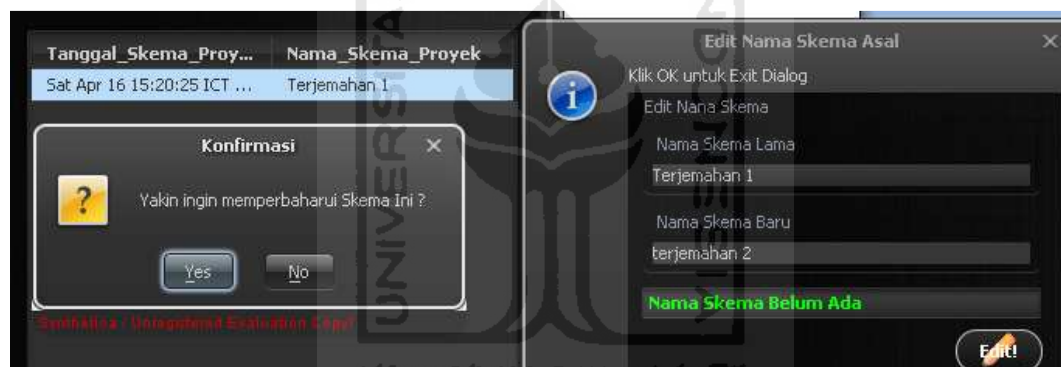 Tanggal_Skema_Proy... Nama_Skema_Proyek
Sat Apr 16 15:20:25 ICT ... Terjemahan 1
Konfirmasi
Yakin ingin memperbaharui Skema Ini ?
Yes No
Synthetica / Unregistered Evaluation Copy!
Edit Nama Skema Asal
Klik OK untuk Exit Dialog
Edit Nana Skema
Nama Skema Lama
Terjemahan 1
Nama Skema Baru
terjemahan 2
Nama Skema Belum Ada
Edit!
UNIVERSITA